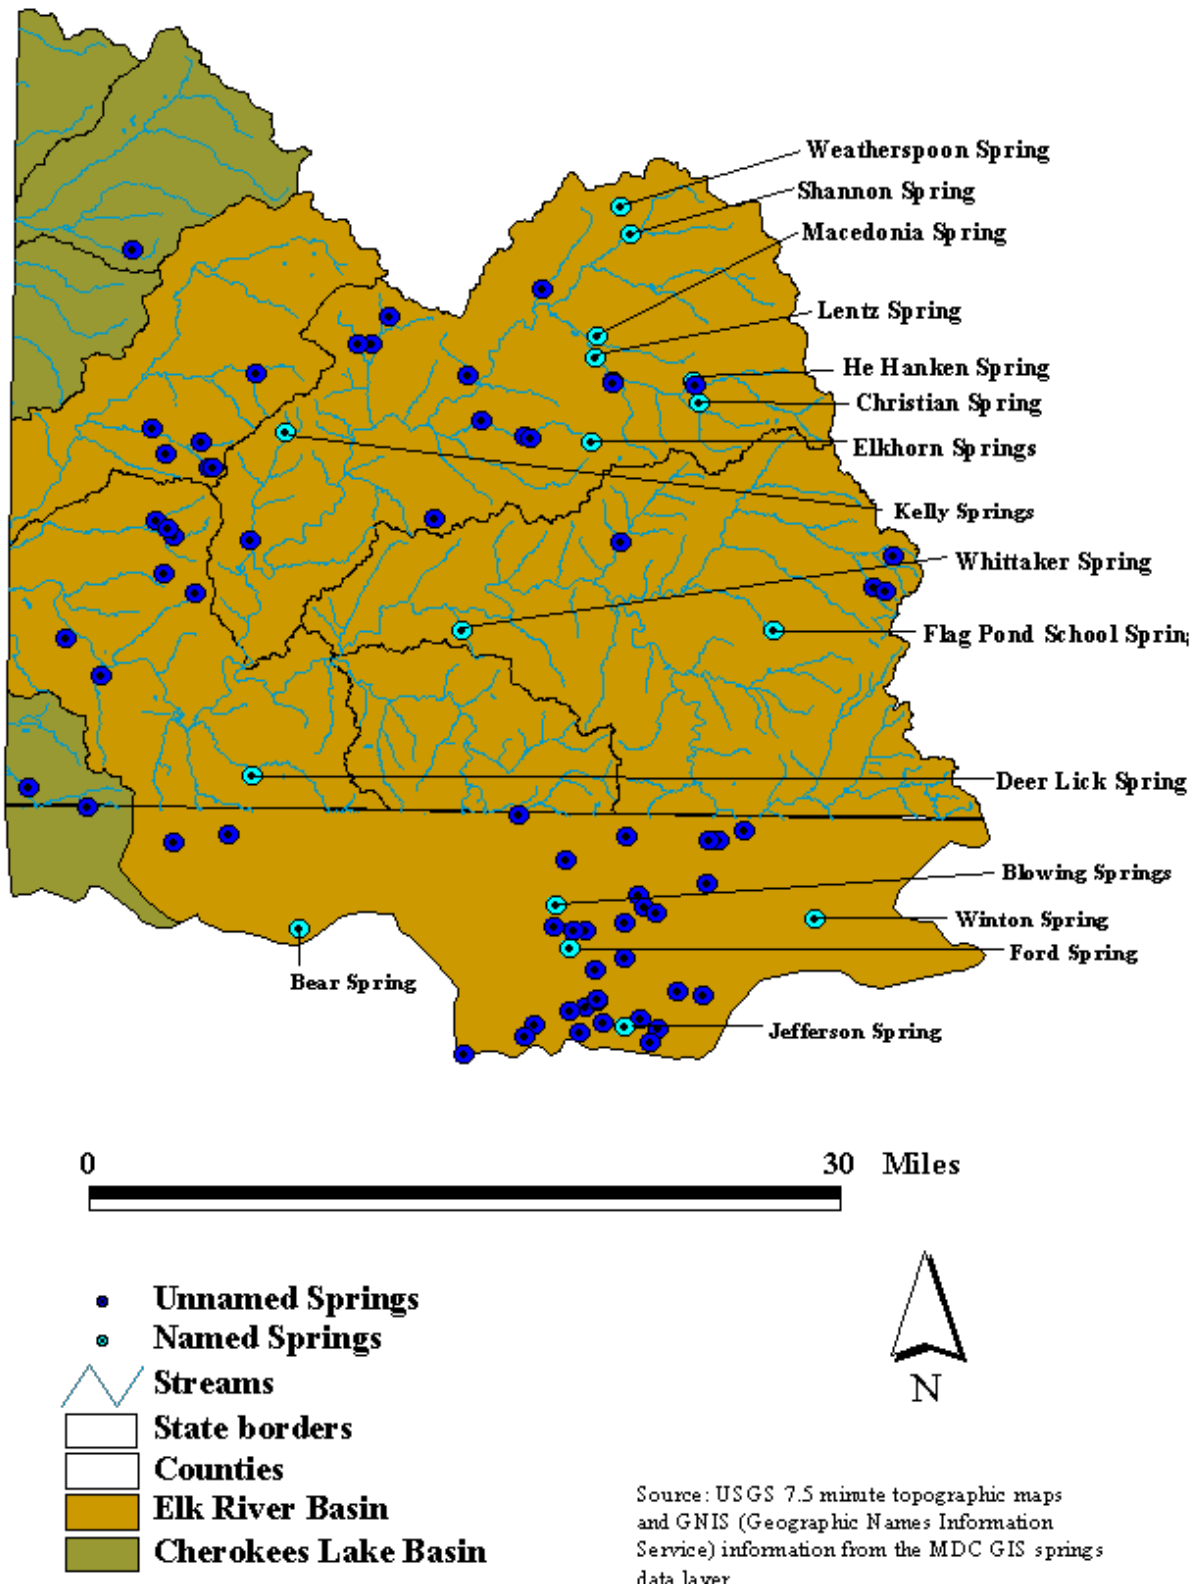 Weatherspoon Spring
Shannon Spring
Macedonia Spring
Lentz Spring
He Hanken Spring
Christian Spring
Elkhorn Springs
Kelly Springs
Whittaker Spring
Flag Pond School Spring
Deer Lick Spring
Blowing Springs
Winton Spring
Ford Spring
Bear Spring
Jefferson Spring
0 30 Miles
Unnamed Springs
Named Springs
Streams
State borders
Counties
Elk River Basin
Cherokees Lake Basin
N
Source: USGS 7.5 minute topographic maps
and GNIS (Geographic Names Information
Service) information from the MDC GIS springs
data layer